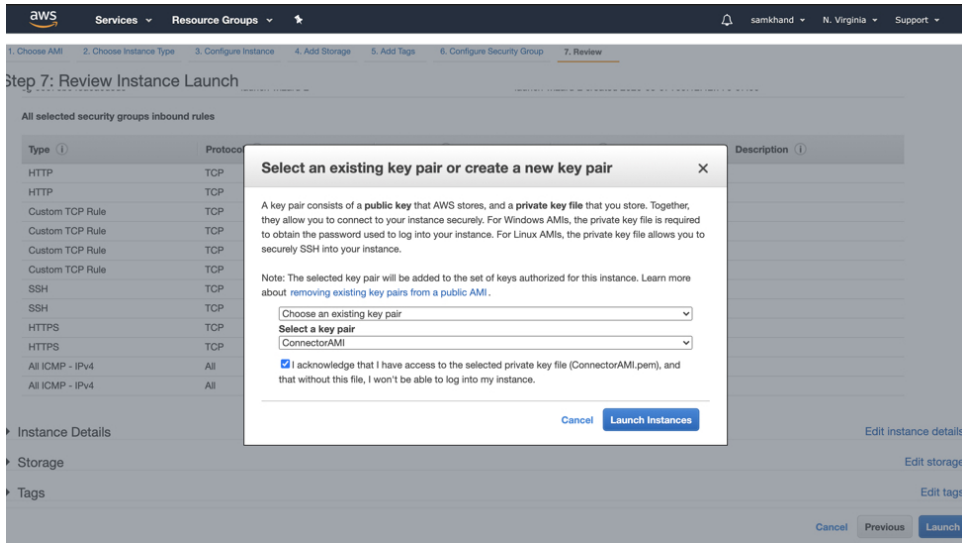 aws Services Resource Groups samkhand N. Virginia Support
1. Choose AMI 2. Choose Instance Type 3. Configure Instance 4. Add Storage 5. Add Tags 6. Configure Security Group 7. Review
Step 7: Review Instance Launch
All selected security groups inbound rules
Type Protocol Description
HTTP TCP
HTTP TCP
Custom TCP Rule TCP
Custom TCP Rule TCP
Custom TCP Rule TCP
Custom TCP Rule TCP
SSH TCP
SSH TCP
HTTPS TCP
HTTPS TCP
All ICMP - IPv4 All
All ICMP - IPv4 All
Select an existing key pair or create a new key pair
A key pair consists of a public key that AWS stores, and a private key file that you store. Together,
they allow you to connect to your instance securely. For Windows AMIs, the private key file is required
to obtain the password used to log into your instance. For Linux AMIs, the private key file allows you to
securely SSH into your instance.
Note: The selected key pair will be added to the set of keys authorized for this instance. Learn more
about removing existing key pairs from a public AMI.
Choose an existing key pair
Select a key pair
ConnectorAMI
I acknowledge that I have access to the selected private key file (ConnectorAMI.pem), and
that without this file, I won't be able to log into my instance.
Cancel Launch Instances
Instance Details Edit instance details
Storage Edit storage
Tags Edit tags
Cancel Previous Launch